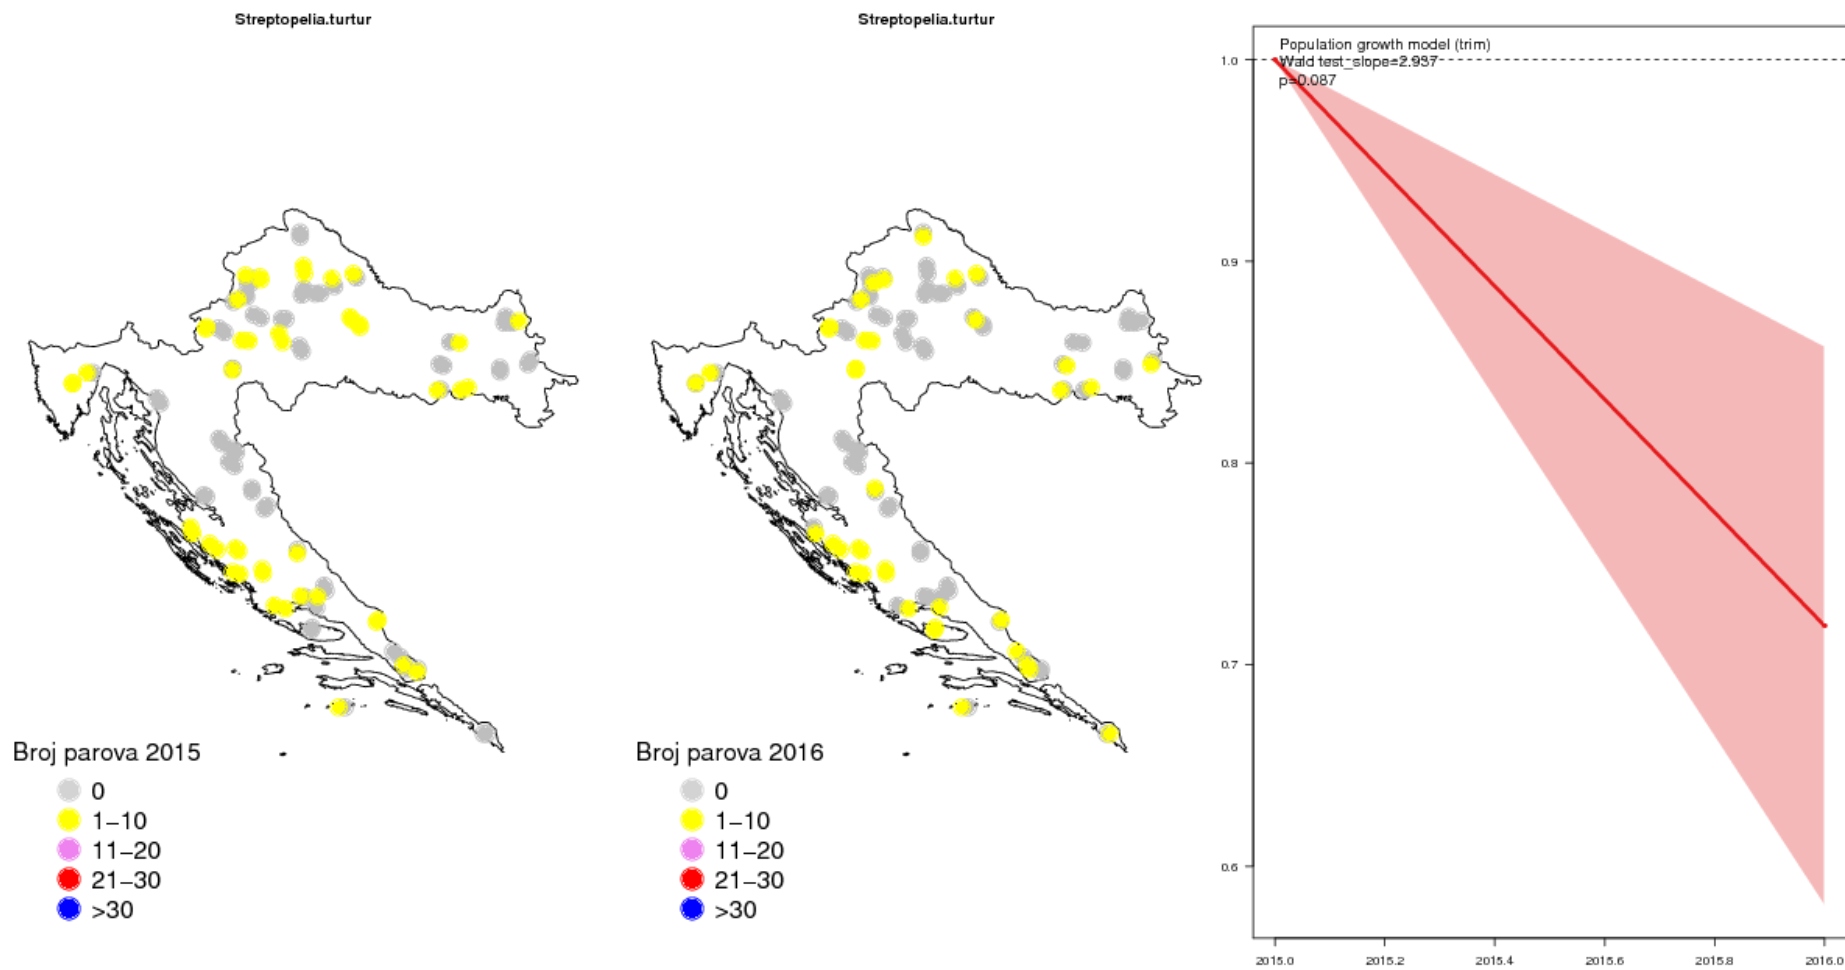 Streptopelia.turtur
Broj parova 2015
0
1–10
11–20
21–30
>30
Streptopelia.turtur
Broj parova 2016
0
1–10
11–20
21–30
>30
Population growth model (trim)
Wald test_slope=2.937
p=0.087
1.0
0.9
0.8
0.7
0.6
2015.0 2015.2 2015.4 2015.6 2015.8 2016.0